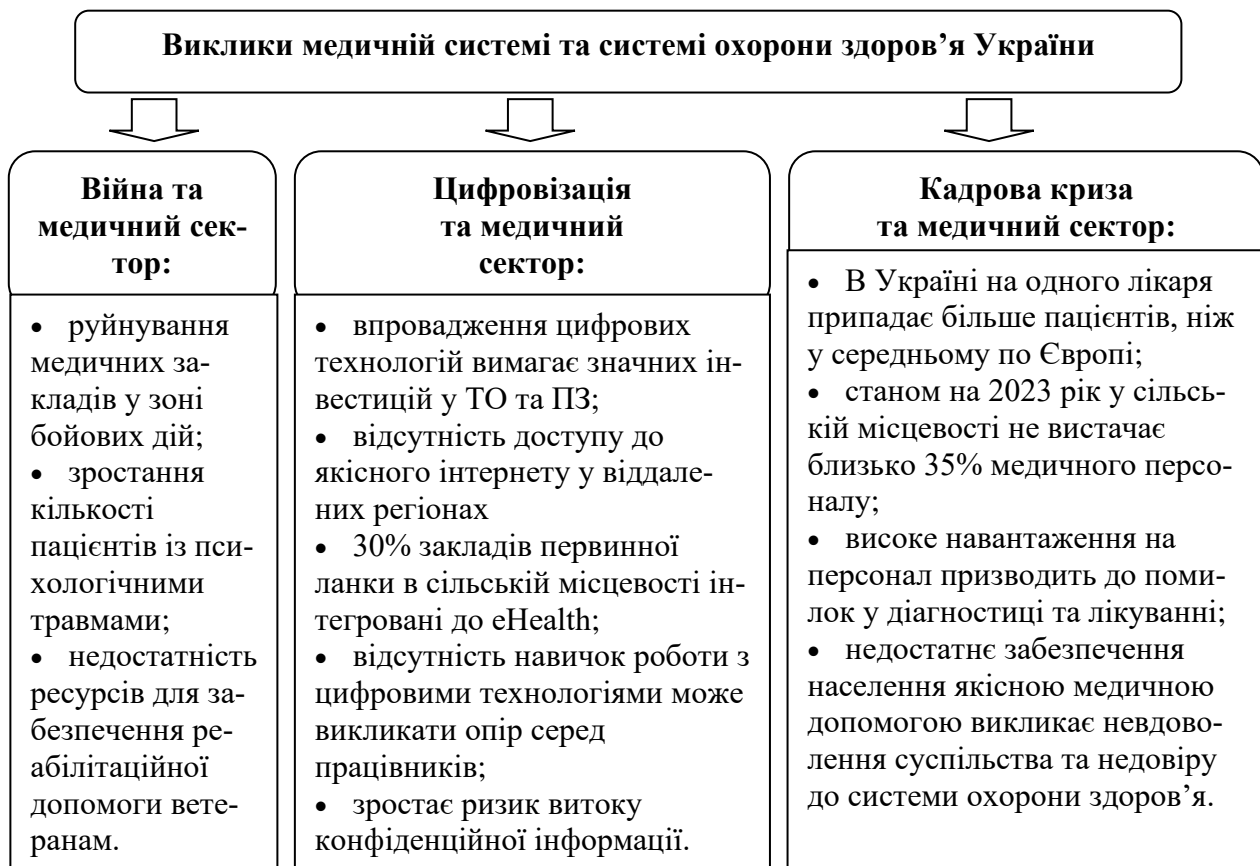 Виклики медичній системі та системі охорони здоров’я України
Війна та
медичний сек-
тор:
• руйнування
медичних за-
кладів у зоні
бойових дій;
• зростання
кількості
пацієнтів із пси-
хологічними
травмами;
• недостатність
ресурсів для за-
безпечення ре-
абілітаційної
допомоги вете-
ранам.
Цифровізація
та медичний
сектор:
• впровадження цифрових
технологій вимагає значних ін-
вестицій у ТО та ПЗ;
• відсутність доступу до
якісного інтернету у віддале-
них регіонах
• 30% закладів первинної
ланки в сільській місцевості ін-
тегровані до eHealth;
• відсутність навичок роботи з
цифровими технологіями може
викликати опір серед
працівників;
• зростає ризик витоку
конфіденційної інформації.
Кадрова криза
та медичний сектор:
• В Україні на одного лікаря
припадає більше пацієнтів, ніж
у середньому по Європі;
• станом на 2023 рік у сільсь-
кій місцевості не вистачає
близько 35% медичного персо-
налу;
• високе навантаження на
персонал призводить до поми-
лок у діагностиці та лікуванні;
• недостатнє забезпечення
населення якісною медичною
допомогою викликає невдово-
лення суспільства та недовіру
до системи охорони здоров’я.